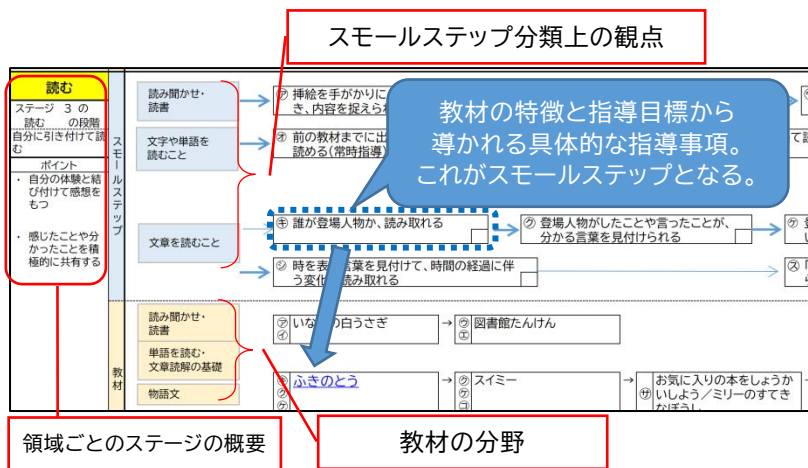 スモールステップ分類上の観点
読む
ステージ 3 の
読む の段階
自分に引き付けて読
む
ポイント
・ 自分の体験と結
び付けて感想を
もつ
・ 感じたことや分
かったことを積
極的に共有する
スモールステップ
読み聞かせ・
読書
㋐ 挿絵を手がかりに
き、内容を捉えら
文字や単語を
読むこと
㋔ 前の教材までに出
読める(常時指導)
教材の特徴と指導目標から
導かれる具体的な指導事項。
これがスモールステップとなる。
文章を読むこと
㋖ 誰が登場人物か、読み取れる
㋗ 登場人物がしたことや言ったことが、
分かる言葉を見付けられる
㋘
㋛ 時を表 言葉を見付けて、時間の経過に伴
う変化 読み取れる
㋜
教材
読み聞かせ・
読書
㋐ いな の白うさぎ
㋑
→ ㋒ 図書館たんけん
㋓
単語を読む・
文章読解の基礎
物語文
㋖ ふきのとう
㋗
㋘
→ ㋗ スイミー
㋘
㋙
→ ㋚ お気に入りの本をしょうか
いしよう／ミリーのすてき
なぼうし
領域ごとのステージの概要
教材の分野